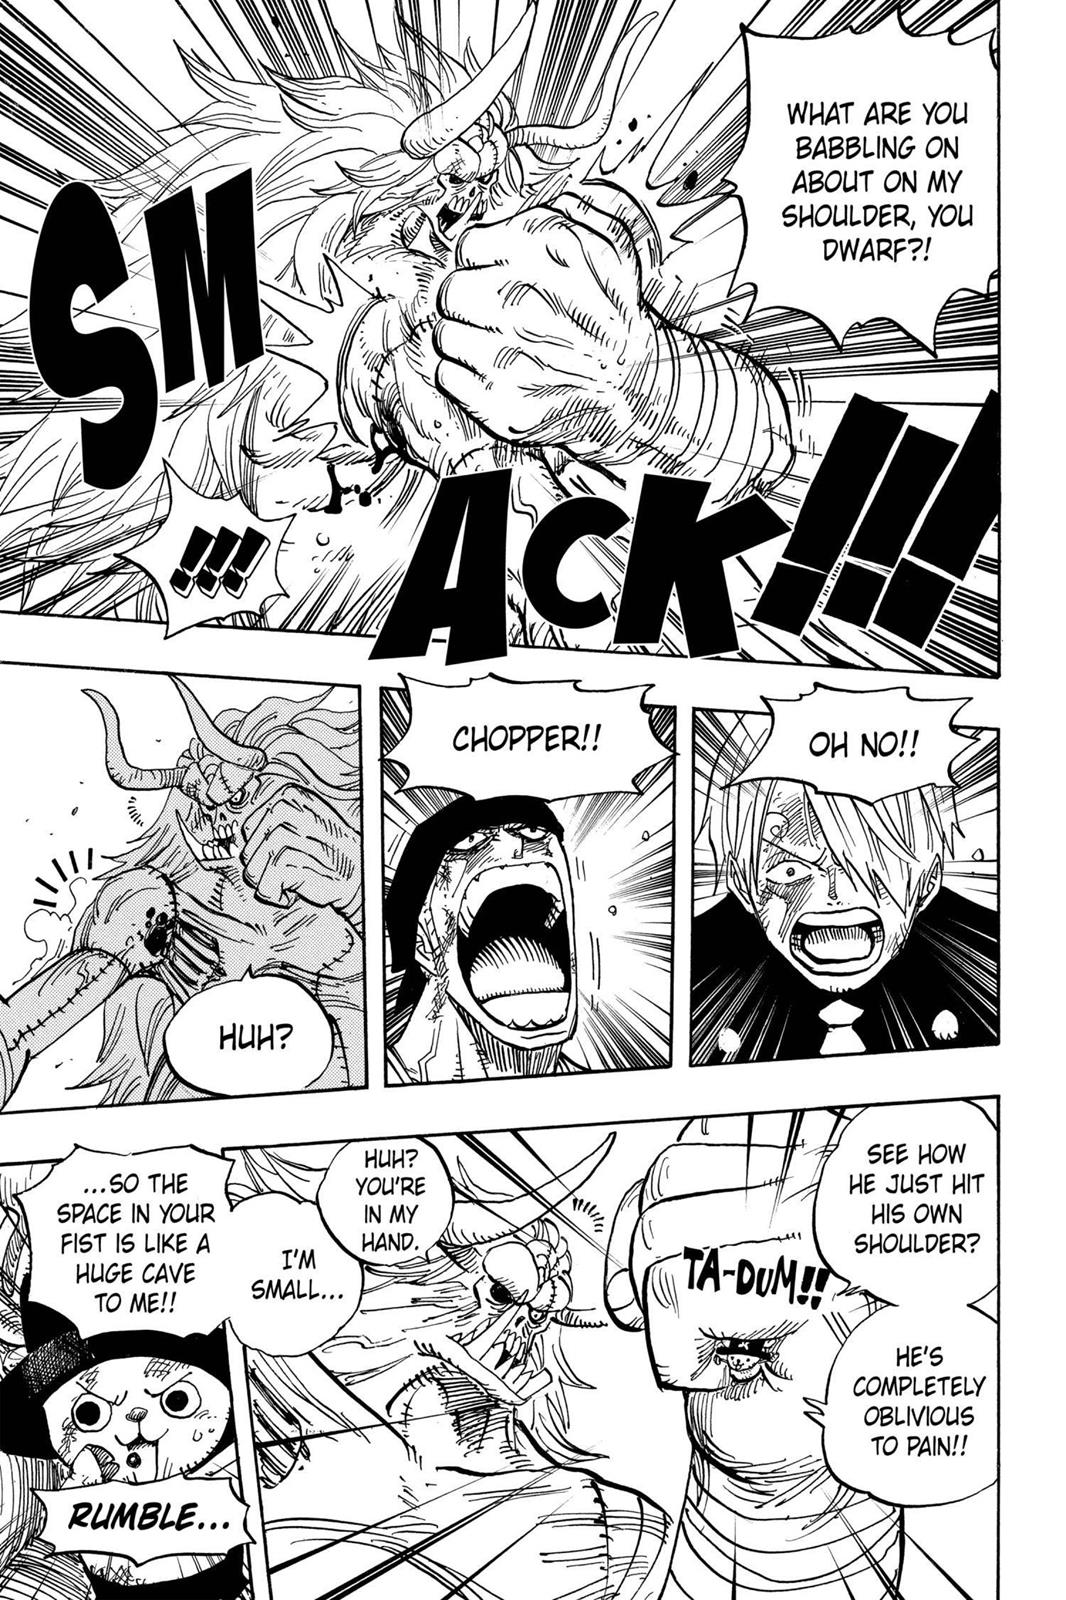 WHAT ARE YOU
BABBLING ON
ABOUT ON MY
SHOULDER, YOU
DWARF?!
SMACK!!!
!!!
OH NO!!
CHOPPER!!
!!
HUH?
SEE HOW
HE JUST HIT
HIS OWN
SHOULDER?
HE'S
COMPLETELY
OBLIVIOUS
TO PAIN!!
TA-DUM!!
HUH?
YOU'RE
IN MY
HAND.
I'M
SMALL...
...SO THE
SPACE IN YOUR
FIST IS LIKE A
HUGE CAVE
TO ME!!
RUMBLE...